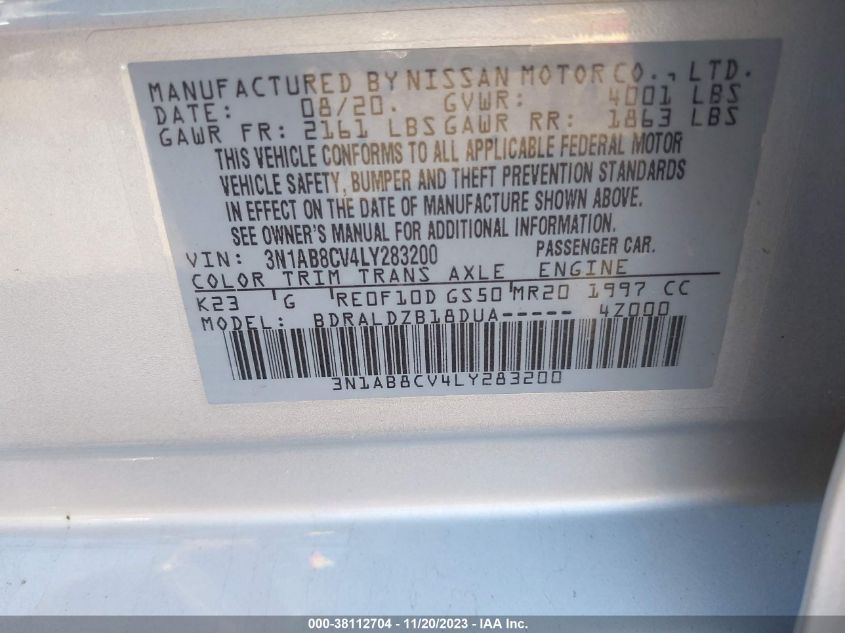 MANUFACTURED BY NISSAN MOTOR CO., LTD.
DATE: 08/20. GVWR: 4001 LBS
GAWR FR: 2161 LBS GAWR RR: 1863 LBS
THIS VEHICLE CONFORMS TO ALL APPLICABLE FEDERAL MOTOR
VEHICLE SAFETY, BUMPER AND THEFT PREVENTION STANDARDS
IN EFFECT ON THE DATE OF MANUFACTURE SHOWN ABOVE.
SEE OWNER'S MANUAL FOR ADDITIONAL INFORMATION.
VIN: 3N1AB8CV4LY283200 PASSENGER CAR.
COLOR TRIM TRANS AXLE ENGINE
K23 G RE0F10D GS50 MR20 1997 CC
MODEL: BDRALDZB18DUA----- 4Z000
3N1AB8CV4LY283200
000-38112704 - 11/20/2023 - IAA Inc.